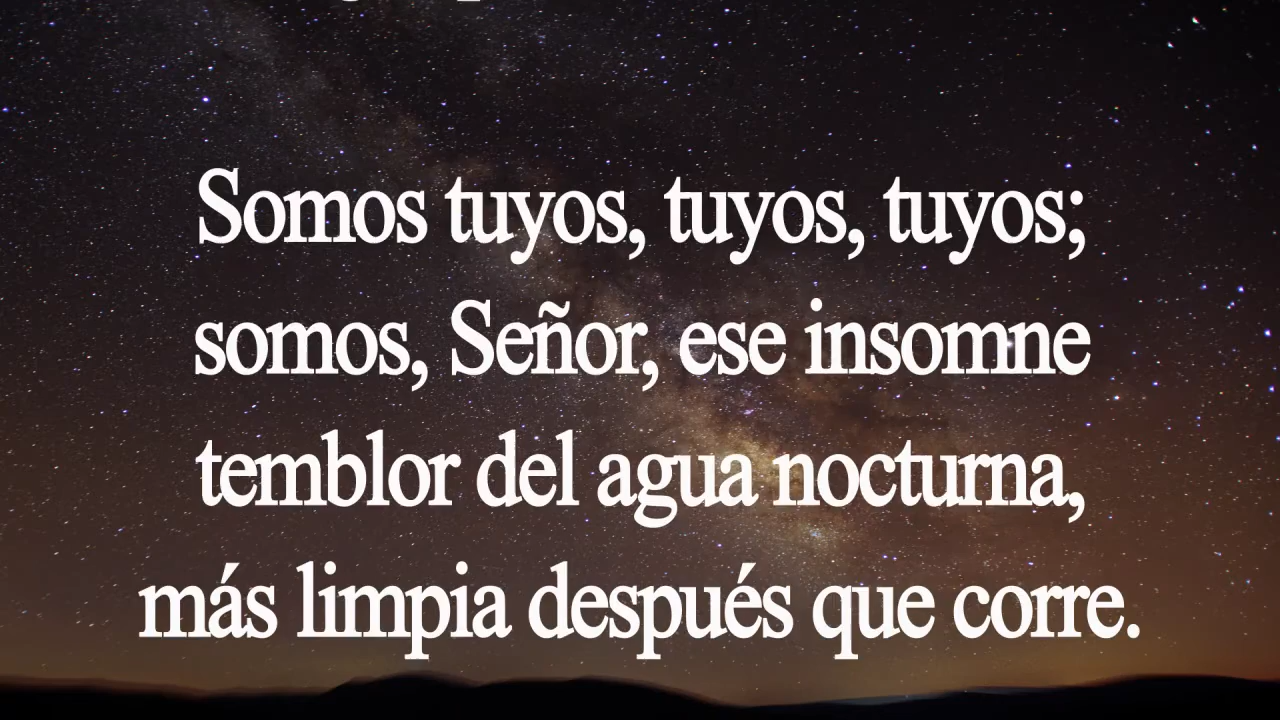 Somos tuyos, tuyos, tuyos;
somos, Señor, ese insomne
temblor del agua nocturna,
más limpia después que corre.